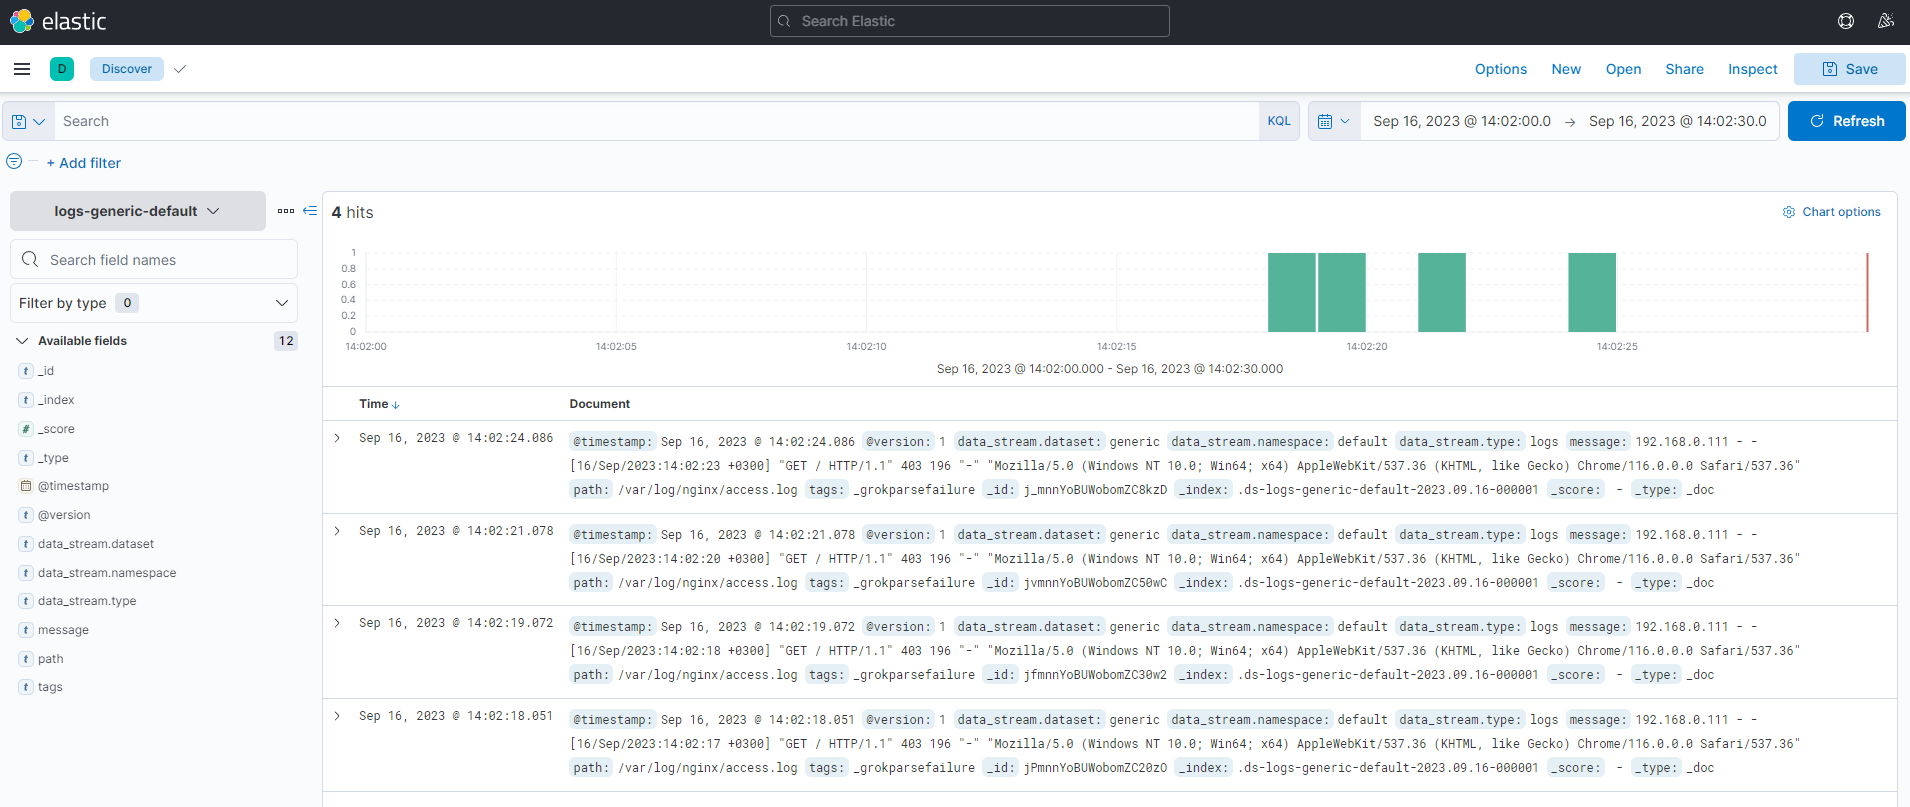 elastic
Search Elastic
D
Discover
Options
New
Open
Share
Inspect
Save
Search
KQL
Sep 16, 2023 @ 14:02:00.0 → Sep 16, 2023 @ 14:02:30.0
Refresh
+ Add filter
logs-generic-default
4 hits
Chart options
Search field names
Filter by type 0
Available fields 12
t _id
t _index
# _score
t _type
@timestamp
t @version
t data_stream.dataset
t data_stream.namespace
t data_stream.type
t message
t path
t tags
1
0.8
0.6
0.4
0.2
0
14:02:00 14:02:05 14:02:10 14:02:15 14:02:20 14:02:25
Sep 16, 2023 @ 14:02:00.000 - Sep 16, 2023 @ 14:02:30.000
Time ↓ Document
Sep 16, 2023 @ 14:02:24.086 @timestamp: Sep 16, 2023 @ 14:02:24.086 @version: 1 data_stream.dataset: generic data_stream.namespace: default data_stream.type: logs message: 192.168.0.111 - -
[16/Sep/2023:14:02:23 +0300] "GET / HTTP/1.1" 403 196 "-" "Mozilla/5.0 (Windows NT 10.0; Win64; x64) AppleWebKit/537.36 (KHTML, like Gecko) Chrome/116.0.0.0 Safari/537.36"
path: /var/log/nginx/access.log tags: _grokparsefailure _id: j_mnnYoBUWobomZC8kzD _index: .ds-logs-generic-default-2023.09.16-000001 _score: - _type: _doc
Sep 16, 2023 @ 14:02:21.078 @timestamp: Sep 16, 2023 @ 14:02:21.078 @version: 1 data_stream.dataset: generic data_stream.namespace: default data_stream.type: logs message: 192.168.0.111 - -
[16/Sep/2023:14:02:20 +0300] "GET / HTTP/1.1" 403 196 "-" "Mozilla/5.0 (Windows NT 10.0; Win64; x64) AppleWebKit/537.36 (KHTML, like Gecko) Chrome/116.0.0.0 Safari/537.36"
path: /var/log/nginx/access.log tags: _grokparsefailure _id: jvmnnYoBUWobomZC50wC _index: .ds-logs-generic-default-2023.09.16-000001 _score: - _type: _doc
Sep 16, 2023 @ 14:02:19.072 @timestamp: Sep 16, 2023 @ 14:02:19.072 @version: 1 data_stream.dataset: generic data_stream.namespace: default data_stream.type: logs message: 192.168.0.111 - -
[16/Sep/2023:14:02:18 +0300] "GET / HTTP/1.1" 403 196 "-" "Mozilla/5.0 (Windows NT 10.0; Win64; x64) AppleWebKit/537.36 (KHTML, like Gecko) Chrome/116.0.0.0 Safari/537.36"
path: /var/log/nginx/access.log tags: _grokparsefailure _id: jfmnnYoBUWobomZC30w2 _index: .ds-logs-generic-default-2023.09.16-000001 _score: - _type: _doc
Sep 16, 2023 @ 14:02:18.051 @timestamp: Sep 16, 2023 @ 14:02:18.051 @version: 1 data_stream.dataset: generic data_stream.namespace: default data_stream.type: logs message: 192.168.0.111 - -
[16/Sep/2023:14:02:17 +0300] "GET / HTTP/1.1" 403 196 "-" "Mozilla/5.0 (Windows NT 10.0; Win64; x64) AppleWebKit/537.36 (KHTML, like Gecko) Chrome/116.0.0.0 Safari/537.36"
path: /var/log/nginx/access.log tags: _grokparsefailure _id: jPmnnYoBUWobomZC20zO _index: .ds-logs-generic-default-2023.09.16-000001 _score: - _type: _doc